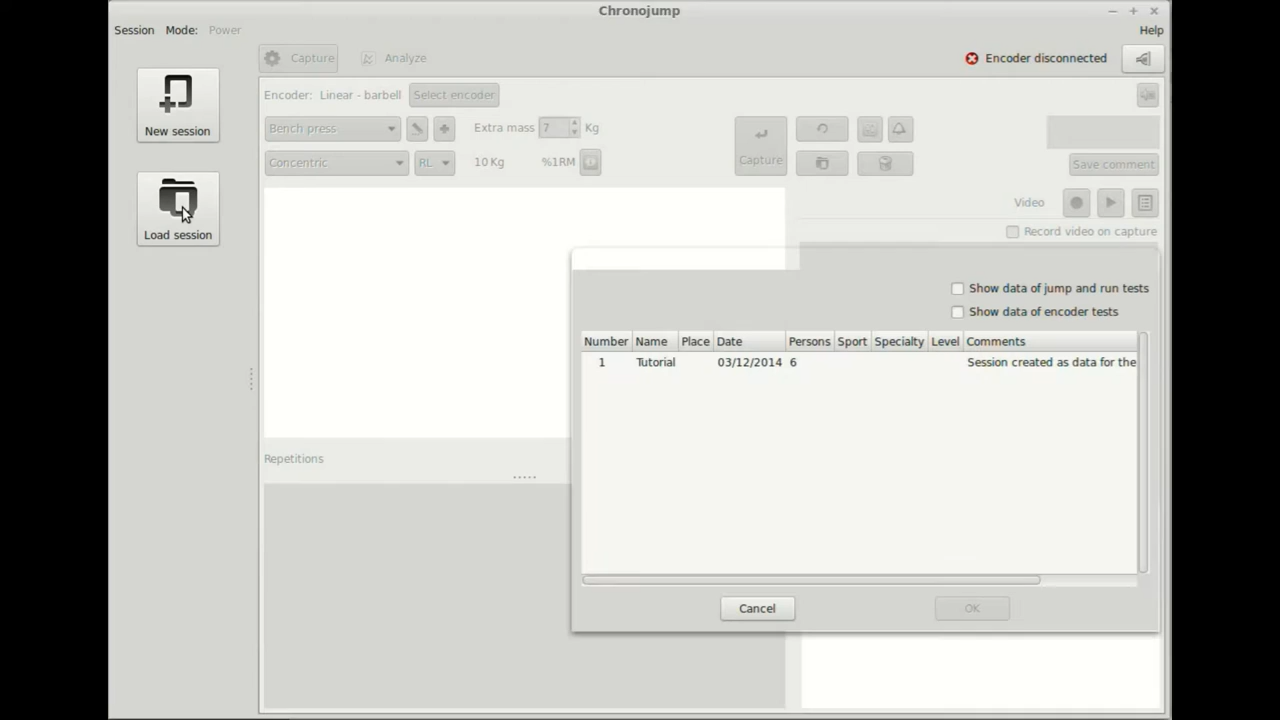 Chronojump
Session Mode: Power Help
Capture Analyze Encoder disconnected
Encoder: Linear - barbell Select encoder
New session
Bench press Extra mass 7 Kg
Concentric RL 10 Kg %1RM
Capture
Save comment
Load session
Video
Record video on capture
Show data of jump and run tests
Show data of encoder tests
Number Name Place Date Persons Sport Specialty Level Comments
1 Tutorial 03/12/2014 6 Session created as data for the
Repetitions
Cancel OK